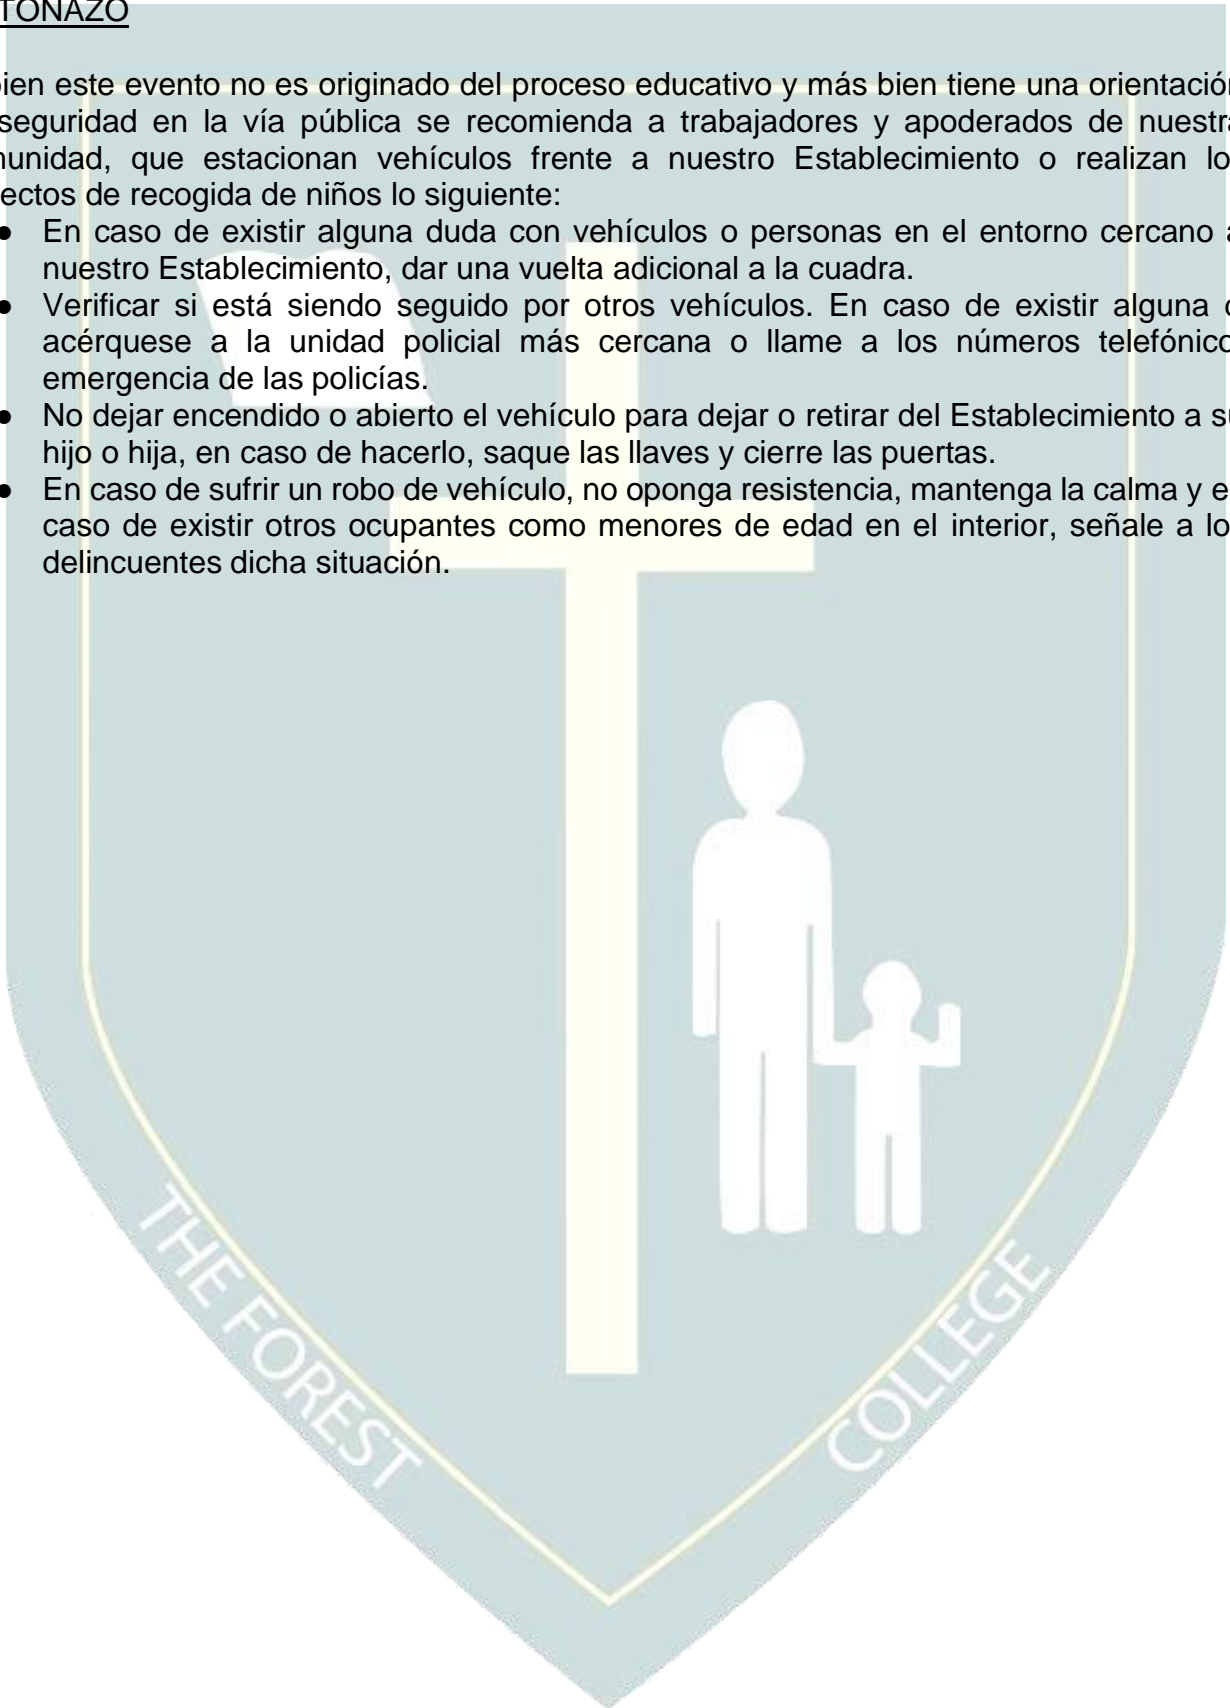 TONAZO
bien este evento no es originado del proceso educativo y más bien tiene una orientación
seguridad en la vía pública se recomienda a trabajadores y apoderados de nuestra
munidad, que estacionan vehículos frente a nuestro Establecimiento o realizan lo
ectos de recogida de niños lo siguiente:
● En caso de existir alguna duda con vehículos o personas en el entorno cercano a
nuestro Establecimiento, dar una vuelta adicional a la cuadra.
● Verificar si está siendo seguido por otros vehículos. En caso de existir alguna d
acérquese a la unidad policial más cercana o llame a los números telefónico
emergencia de las policías.
● No dejar encendido o abierto el vehículo para dejar o retirar del Establecimiento a su
hijo o hija, en caso de hacerlo, saque las llaves y cierre las puertas.
● En caso de sufrir un robo de vehículo, no oponga resistencia, mantenga la calma y e
caso de existir otros ocupantes como menores de edad en el interior, señale a lo
delincuentes dicha situación.
THE FOREST
COLLEGE